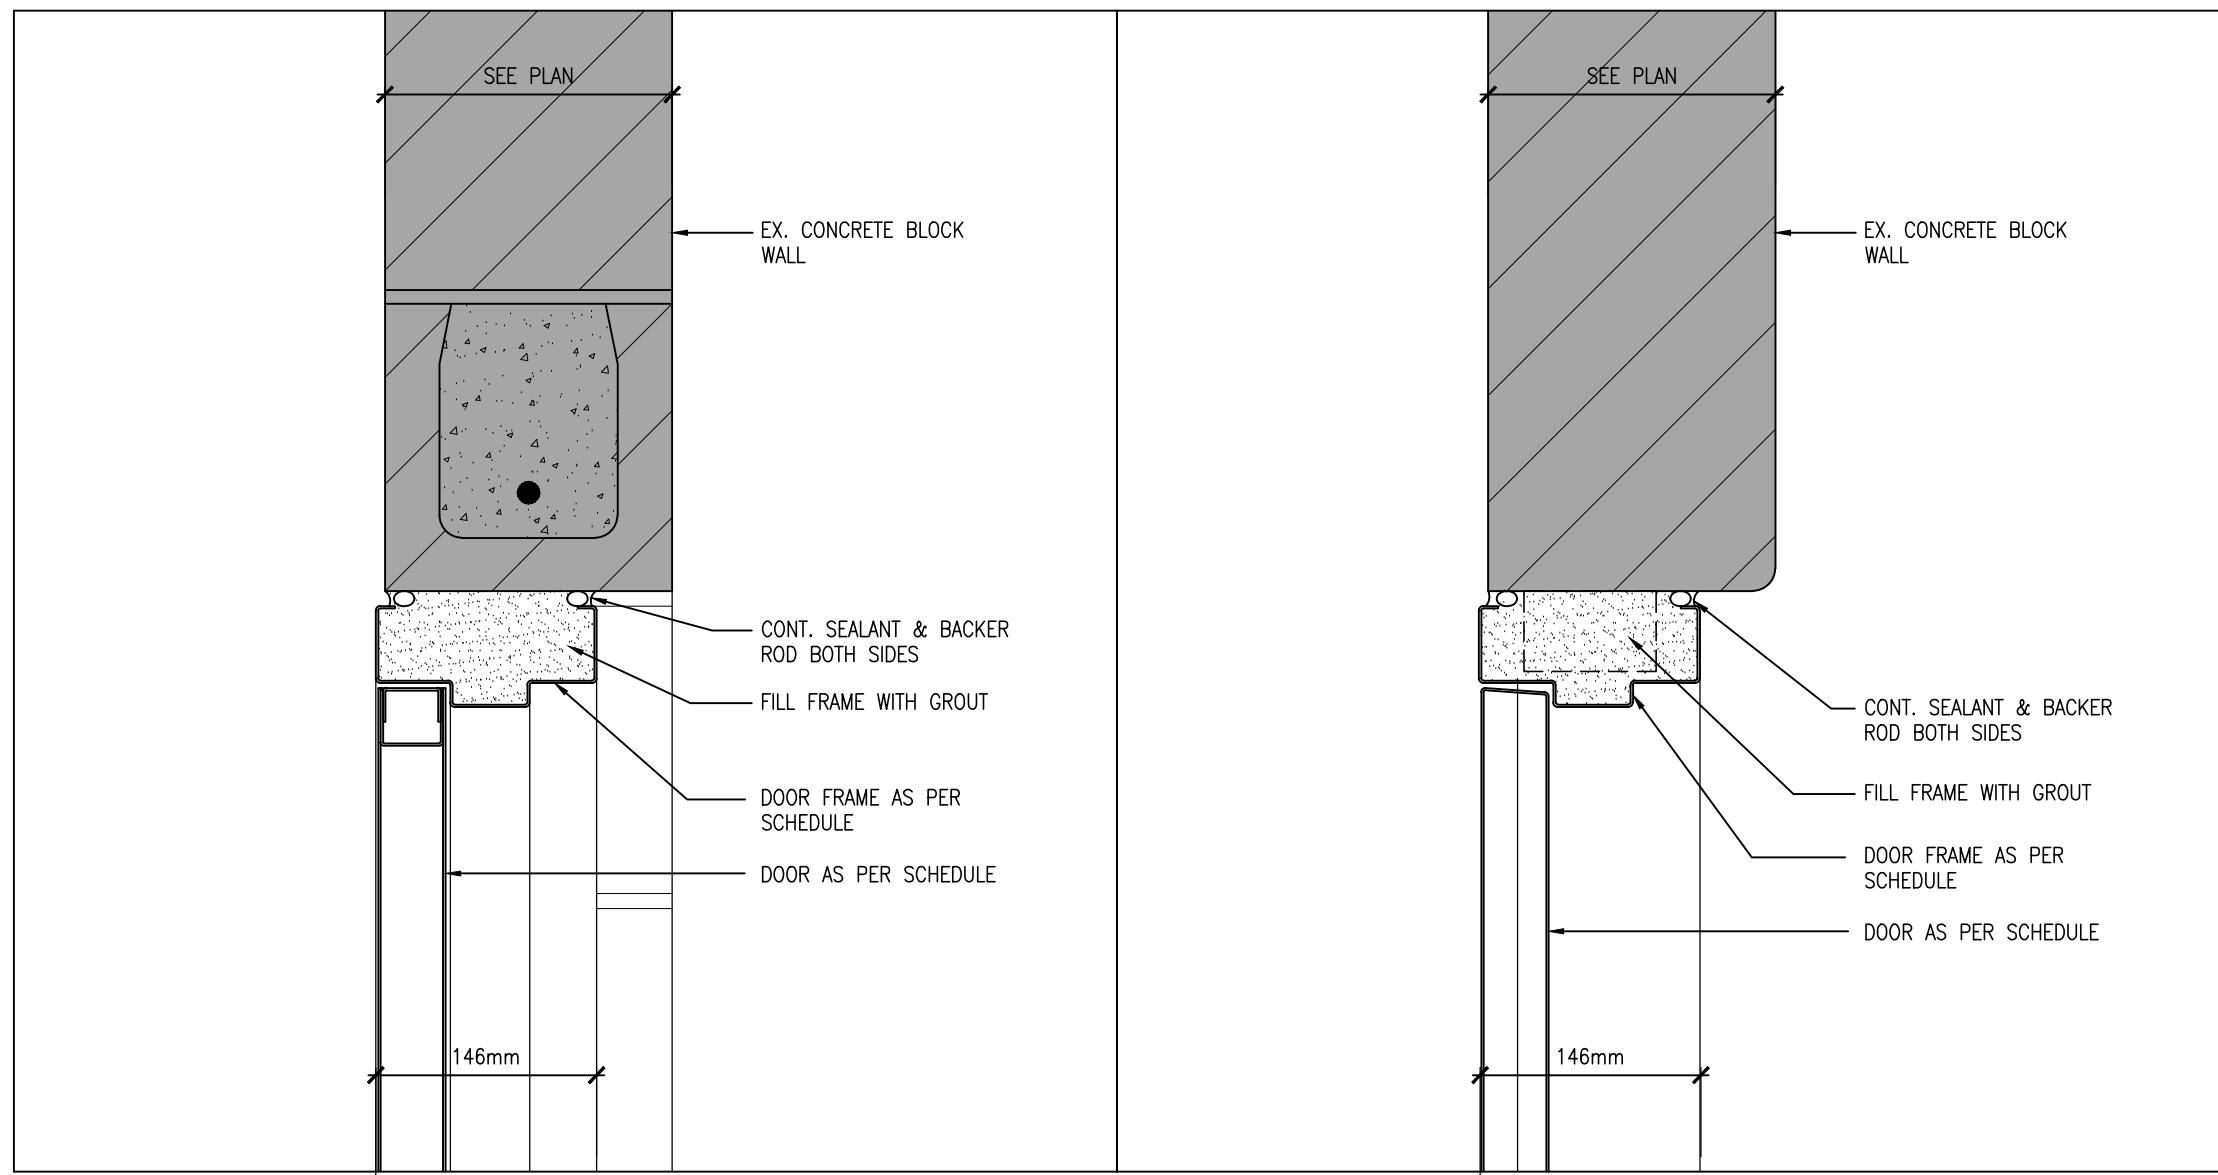 SEE PLAN
EX. CONCRETE BLOCK
WALL
CONT. SEALANT & BACKER
ROD BOTH SIDES
FILL FRAME WITH GROUT
DOOR FRAME AS PER
SCHEDULE
DOOR AS PER SCHEDULE
146mm
SEE PLAN
EX. CONCRETE BLOCK
WALL
CONT. SEALANT & BACKER
ROD BOTH SIDES
FILL FRAME WITH GROUT
DOOR FRAME AS PER
SCHEDULE
DOOR AS PER SCHEDULE
146mm